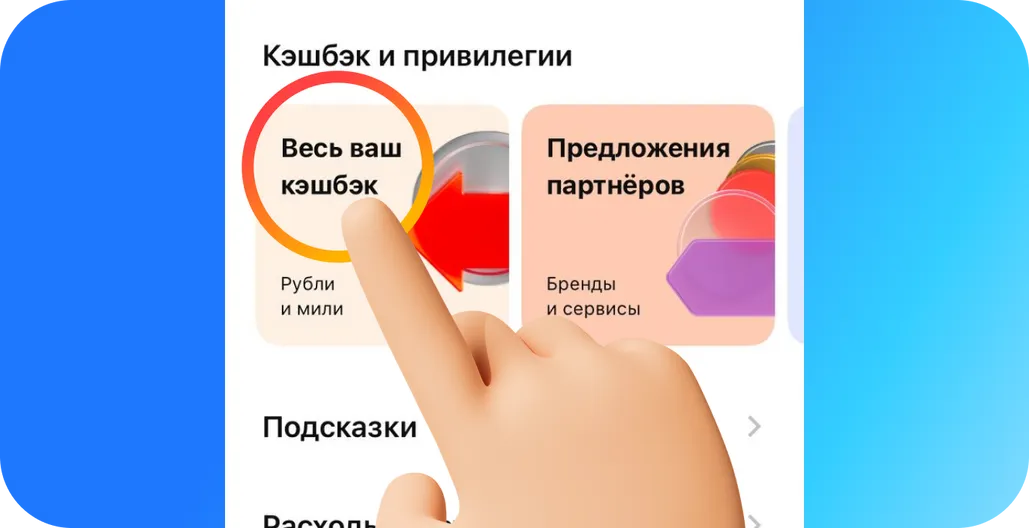 Кэшбэк и привилегии
Весь ваш
кэшбэк
Рубли
и мили
Предложения
партнёров
Бренды
и сервисы
Подсказки